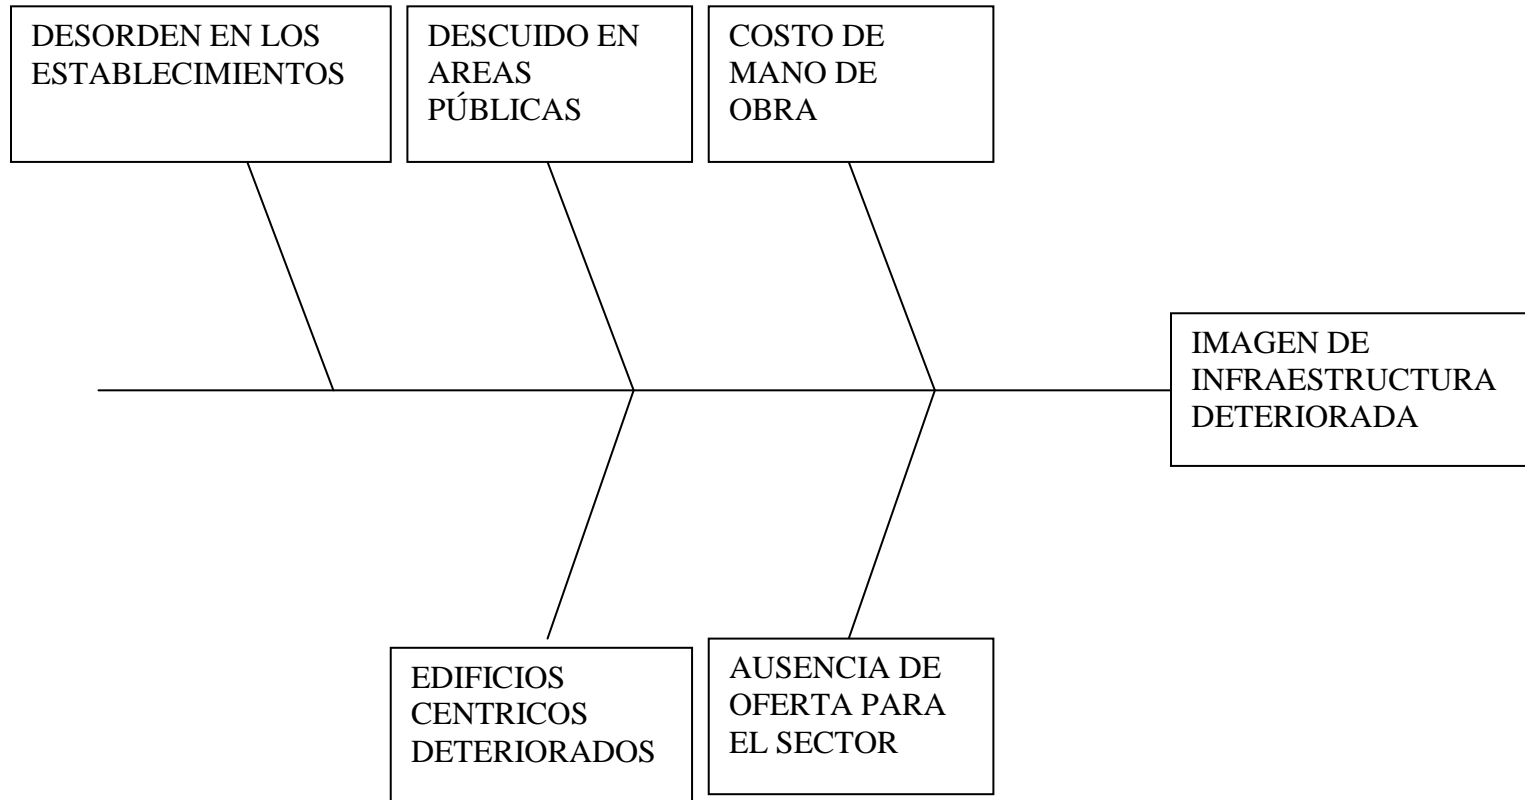 DESORDEN EN LOS
ESTABLECIMIENTOS
DESCUIDO EN
AREAS
PÚBLICAS
COSTO DE
MANO DE
OBRA
IMAGEN DE
INFRAESTRUCTURA
DETERIORADA
EDIFICIOS
CENTRICOS
DETERIORADOS
AUSENCIA DE
OFERTA PARA
EL SECTOR